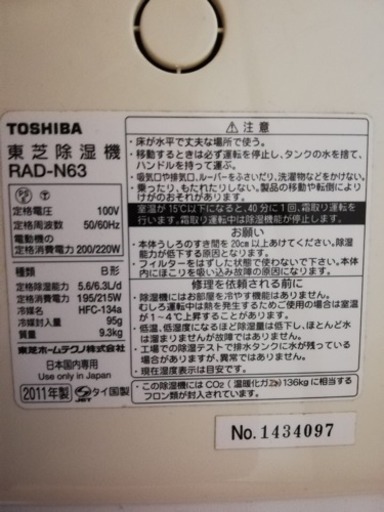 TOSHIBA
東芝除湿機
RAD-N63
定格電圧 100V
定格周波数 50/60Hz
電動機の
定格消費電力 200/220W
種類 B形
定格除湿能力 5.6/6.3L/d
定格消費電力 195/215W
冷媒名 HFC-134a
冷媒封入量 95g
質量 9.3kg
東芝ホームテクノ株式会社
日本国内専用
Use only in Japan
2011年製 JET タイ国製
⚠注意
・床が水平で丈夫な場所で使用する。
・移動するときは必ず運転を停止し、タンクの水を捨て、
ハンドルを持って運ぶ。
・吸気口や排気口、ルーバーをふさいだり、洗濯物などをかけない。
・乗ったり、もたれたりしない。製品の移動や転倒により
けがのおそれあり。
室温が15℃以下になると、40分に1回、霜取り運転を
行います。霜取り運転中は除湿機能が停止します。
お願い
・本体うしろのすき間を20cm以上あけてください。除湿
能力が低下する原因となります。
・フィルターをはずした状態で使わないで下さい。本体
内にほこりを吸い込み故障の原因になります。
修理を依頼される前に
・除湿機にはお部屋を冷やす機能はありません。
むしろ運転中は熱を発生するために使用場合は室温
が1～4℃上昇することがあります。
・低温、低湿度になるほど除湿量は低下し、ほとんど水
は溜まりませんが故障ではありません。
・工場での除湿テストで排水タンクに水が残っている
場合がありますが、異常ではありません。
・現在湿度表示は目安です。
・この除湿機にはCO₂（温暖化ガス）136kgに相当する
フロン類が封入されています。
No. 1434097